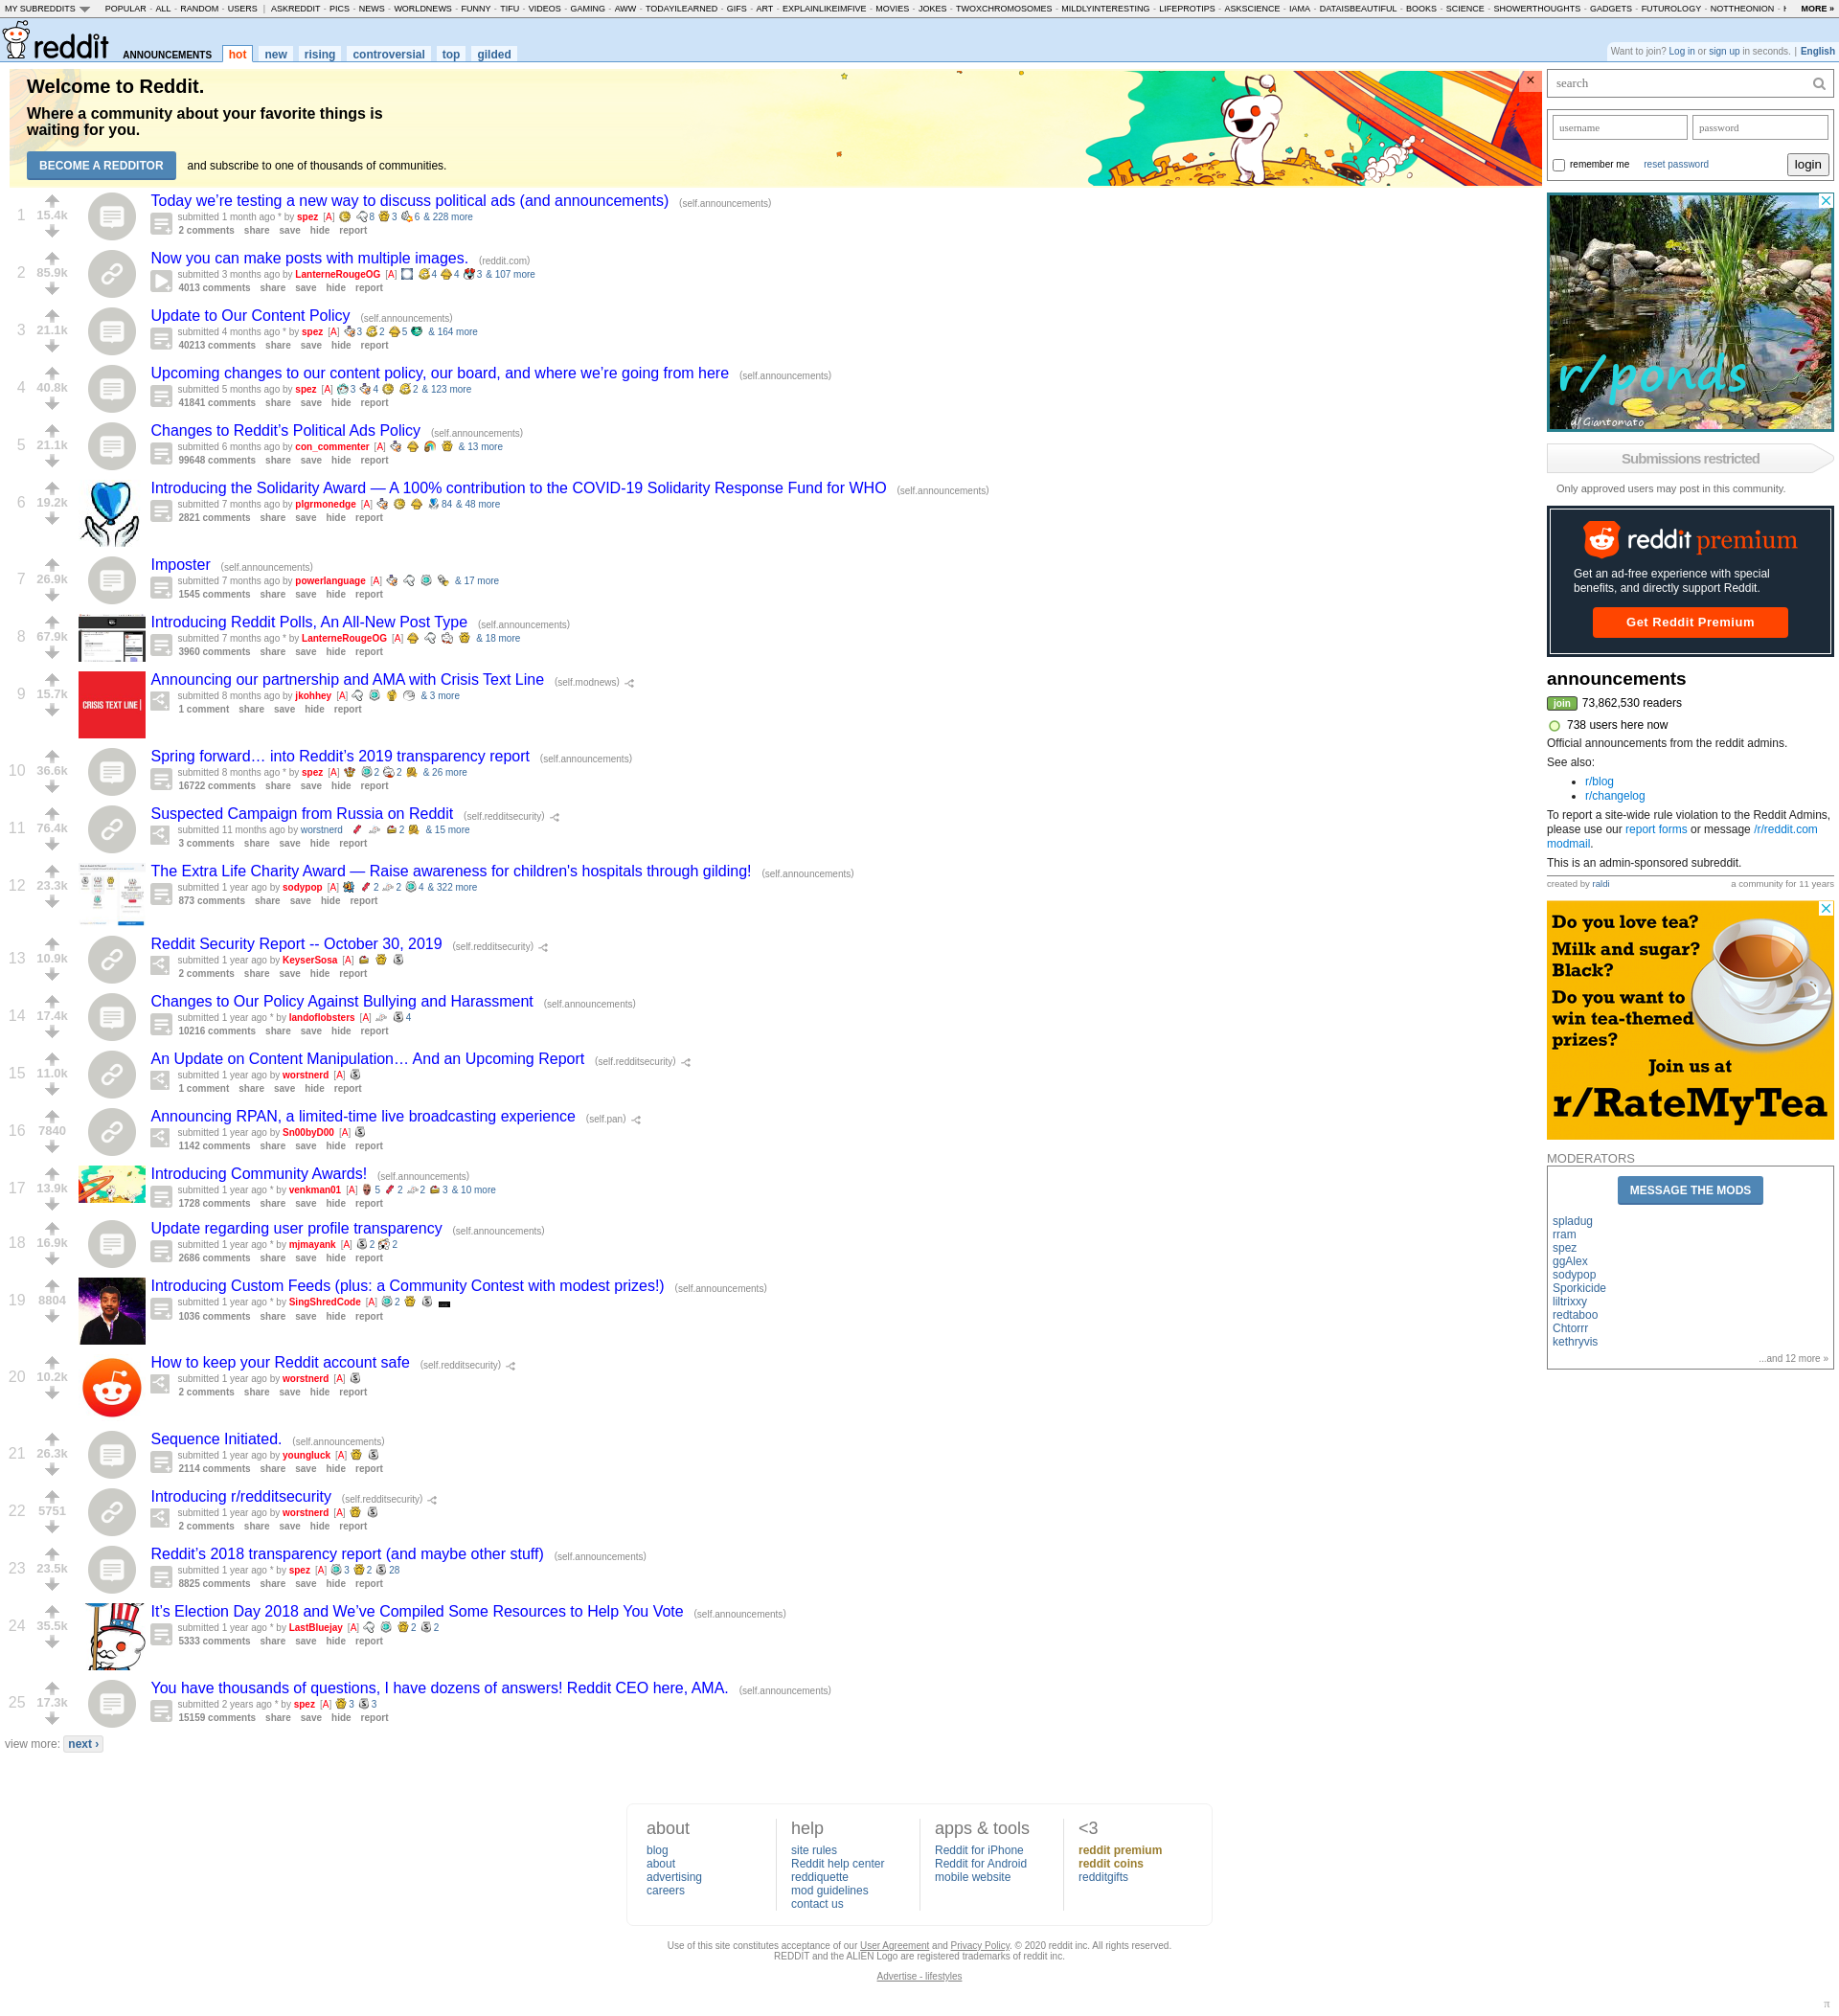 MY SUBREDDITS POPULAR - ALL - RANDOM - USERS | ASKREDDIT - PICS - NEWS - WORLDNEWS - FUNNY - TIFU - VIDEOS - GAMING - AWW - TODAYILEARNED - GIFS - ART - EXPLAINLIKEIMFIVE - MOVIES - JOKES - TWOXCHROMOSOMES - MILDLYINTERESTING - LIFEPROTIPS - ASKSCIENCE - IAMA - DATAISBEAUTIFUL - BOOKS - SCIENCE - SHOWERTHOUGHTS - GADGETS - FUTUROLOGY - NOTTHEONION - MORE »
reddit ANNOUNCEMENTS hot new rising controversial top gilded
Want to join? Log in or sign up in seconds. | English
Welcome to Reddit.
Where a community about your favorite things is
waiting for you.
BECOME A REDDITOR and subscribe to one of thousands of communities.
1 15.4k Today we're testing a new way to discuss political ads (and announcements) (self.announcements)
submitted 1 month ago * by spez [A] 8 3 6 & 228 more
2 comments share save hide report
2 85.9k Now you can make posts with multiple images. (reddit.com)
submitted 3 months ago by LanterneRougeOG [A] 4 4 3 & 107 more
4013 comments share save hide report
3 21.1k Update to Our Content Policy (self.announcements)
submitted 4 months ago * by spez [A] 3 2 5 & 164 more
40213 comments share save hide report
4 40.8k Upcoming changes to our content policy, our board, and where we're going from here (self.announcements)
submitted 5 months ago by spez [A] 3 4 2 & 123 more
41841 comments share save hide report
5 21.1k Changes to Reddit's Political Ads Policy (self.announcements)
submitted 6 months ago by con_commenter [A] & 13 more
99648 comments share save hide report
6 19.2k Introducing the Solidarity Award — A 100% contribution to the COVID-19 Solidarity Response Fund for WHO (self.announcements)
submitted 7 months ago by plgrmonedge [A] 84 & 48 more
2821 comments share save hide report
7 26.9k Imposter (self.announcements)
submitted 7 months ago by powerlanguage [A] & 17 more
1545 comments share save hide report
8 67.9k Introducing Reddit Polls, An All-New Post Type (self.announcements)
submitted 7 months ago * by LanterneRougeOG [A] & 18 more
3960 comments share save hide report
CRISIS TEXT LINE|
9 15.7k Announcing our partnership and AMA with Crisis Text Line (self.modnews)
submitted 8 months ago by jkohhey [A] & 3 more
1 comment share save hide report
10 36.6k Spring forward… into Reddit's 2019 transparency report (self.announcements)
submitted 8 months ago * by spez [A] 2 2 & 26 more
16722 comments share save hide report
11 76.4k Suspected Campaign from Russia on Reddit (self.redditsecurity)
submitted 11 months ago by worstnerd 2 & 15 more
3 comments share save hide report
12 23.3k The Extra Life Charity Award — Raise awareness for children's hospitals through gilding! (self.announcements)
submitted 1 year ago by sodypop [A] 2 2 4 & 322 more
873 comments share save hide report
13 10.9k Reddit Security Report -- October 30, 2019 (self.redditsecurity)
submitted 1 year ago by KeyserSosa [A]
2 comments share save hide report
14 17.4k Changes to Our Policy Against Bullying and Harassment (self.announcements)
submitted 1 year ago * by landoflobsters [A] 4
10216 comments share save hide report
15 11.0k An Update on Content Manipulation… And an Upcoming Report (self.redditsecurity)
submitted 1 year ago by worstnerd [A]
1 comment share save hide report
16 7840 Announcing RPAN, a limited-time live broadcasting experience (self.pan)
submitted 1 year ago by Sn00byD00 [A]
1142 comments share save hide report
17 13.9k Introducing Community Awards! (self.announcements)
submitted 1 year ago * by venkman01 [A] 5 2 2 3 & 10 more
1728 comments share save hide report
18 16.9k Update regarding user profile transparency (self.announcements)
submitted 1 year ago * by mjmayank [A] 2 2
2686 comments share save hide report
19 8804 Introducing Custom Feeds (plus: a Community Contest with modest prizes!) (self.announcements)
submitted 1 year ago * by SingShredCode [A] 2
1036 comments share save hide report
20 10.2k How to keep your Reddit account safe (self.redditsecurity)
submitted 1 year ago by worstnerd [A]
2 comments share save hide report
21 26.3k Sequence Initiated. (self.announcements)
submitted 1 year ago by youngluck [A]
2114 comments share save hide report
22 5751 Introducing r/redditsecurity (self.redditsecurity)
submitted 1 year ago by worstnerd [A]
2 comments share save hide report
23 23.5k Reddit's 2018 transparency report (and maybe other stuff) (self.announcements)
submitted 1 year ago * by spez [A] 3 2 28
8825 comments share save hide report
24 35.5k It's Election Day 2018 and We've Compiled Some Resources to Help You Vote (self.announcements)
submitted 1 year ago * by LastBluejay [A] 2 2
5333 comments share save hide report
25 17.3k You have thousands of questions, I have dozens of answers! Reddit CEO here, AMA. (self.announcements)
submitted 2 years ago * by spez [A] 3 3
15159 comments share save hide report
view more: next ›
search
username password
remember me reset password login
r/ponds
u/Giantomato
Submissions restricted
Only approved users may post in this community.
reddit premium
Get an ad-free experience with special
benefits, and directly support Reddit.
Get Reddit Premium
announcements
join 73,862,530 readers
738 users here now
Official announcements from the reddit admins.
See also:
• r/blog
• r/changelog
To report a site-wide rule violation to the Reddit Admins,
please use our report forms or message /r/reddit.com
modmail.
This is an admin-sponsored subreddit.
created by raldi a community for 11 years
Do you love tea?
Milk and sugar?
Black?
Do you want to
win tea-themed
prizes?
Join us at
r/RateMyTea
MODERATORS
MESSAGE THE MODS
spladug
rram
spez
ggAlex
sodypop
Sporkicide
liltrixxy
redtaboo
Chtorrr
kethryvis
...and 12 more »
about
blog
about
advertising
careers
help
site rules
Reddit help center
reddiquette
mod guidelines
contact us
apps & tools
Reddit for iPhone
Reddit for Android
mobile website
<3
reddit premium
reddit coins
redditgifts
Use of this site constitutes acceptance of our User Agreement and Privacy Policy. © 2020 reddit inc. All rights reserved.
REDDIT and the ALIEN Logo are registered trademarks of reddit inc.
Advertise - lifestyles
π